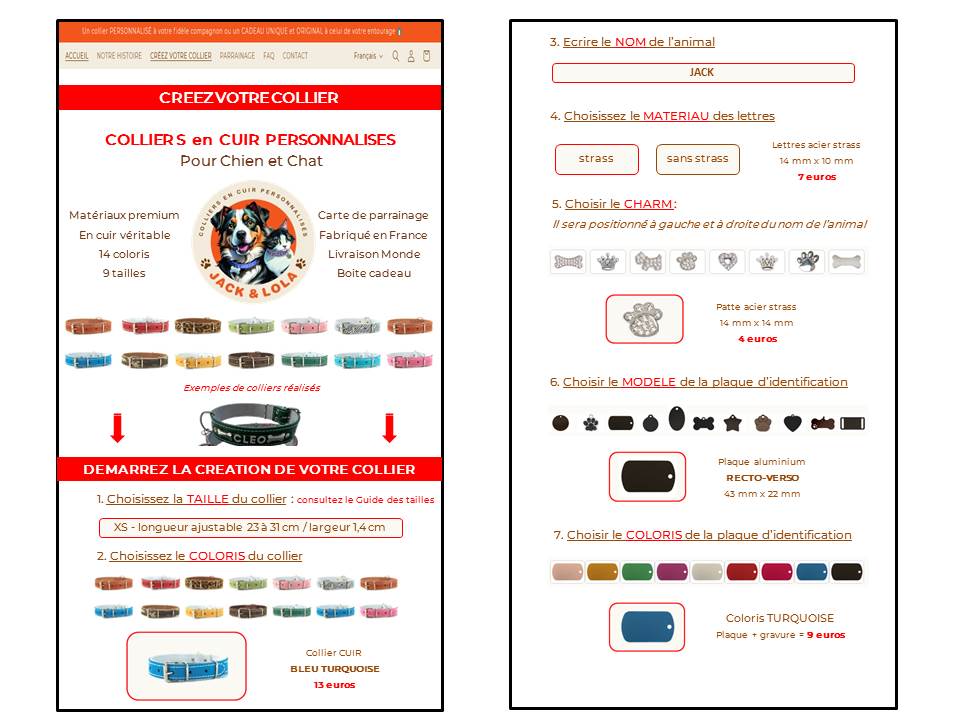 Un collier PERSONNALISÉ à votre fidèle compagnon ou un CADEAU UNIQUE et ORIGINAL à celui de votre entourage
ACCUEIL NOTRE HISTOIRE CRÉEZ VOTRE COLLIER PARRAINAGE FAQ CONTACT Français
CREEZ VOTRE COLLIER
COLLIERS en CUIR PERSONNALISES
Pour Chien et Chat
COLLIERS EN CUIR PERSONNALISÉS
JACK & LOLA
Matériaux premium
En cuir véritable
14 coloris
9 tailles
Carte de parrainage
Fabriqué en France
Livraison Monde
Boite cadeau
Exemples de colliers réalisés
CLEO
DEMARREZ LA CREATION DE VOTRE COLLIER
1. Choisissez la TAILLE du collier : consultez le Guide des tailles
XS - longueur ajustable 23 à 31 cm / largeur 1,4 cm
2. Choisissez le COLORIS du collier
Collier CUIR
BLEU TURQUOISE
13 euros
3. Ecrire le NOM de l'animal
JACK
4. Choisissez le MATERIAU des lettres
strass
sans strass
Lettres acier strass
14 mm x 10 mm
7 euros
5. Choisir le CHARM :
Il sera positionné à gauche et à droite du nom de l'animal
Patte acier strass
14 mm x 14 mm
4 euros
6. Choisir le MODELE de la plaque d'identification
Plaque aluminium
RECTO-VERSO
43 mm x 22 mm
7. Choisir le COLORIS de la plaque d'identification
Coloris TURQUOISE
Plaque + gravure = 9 euros